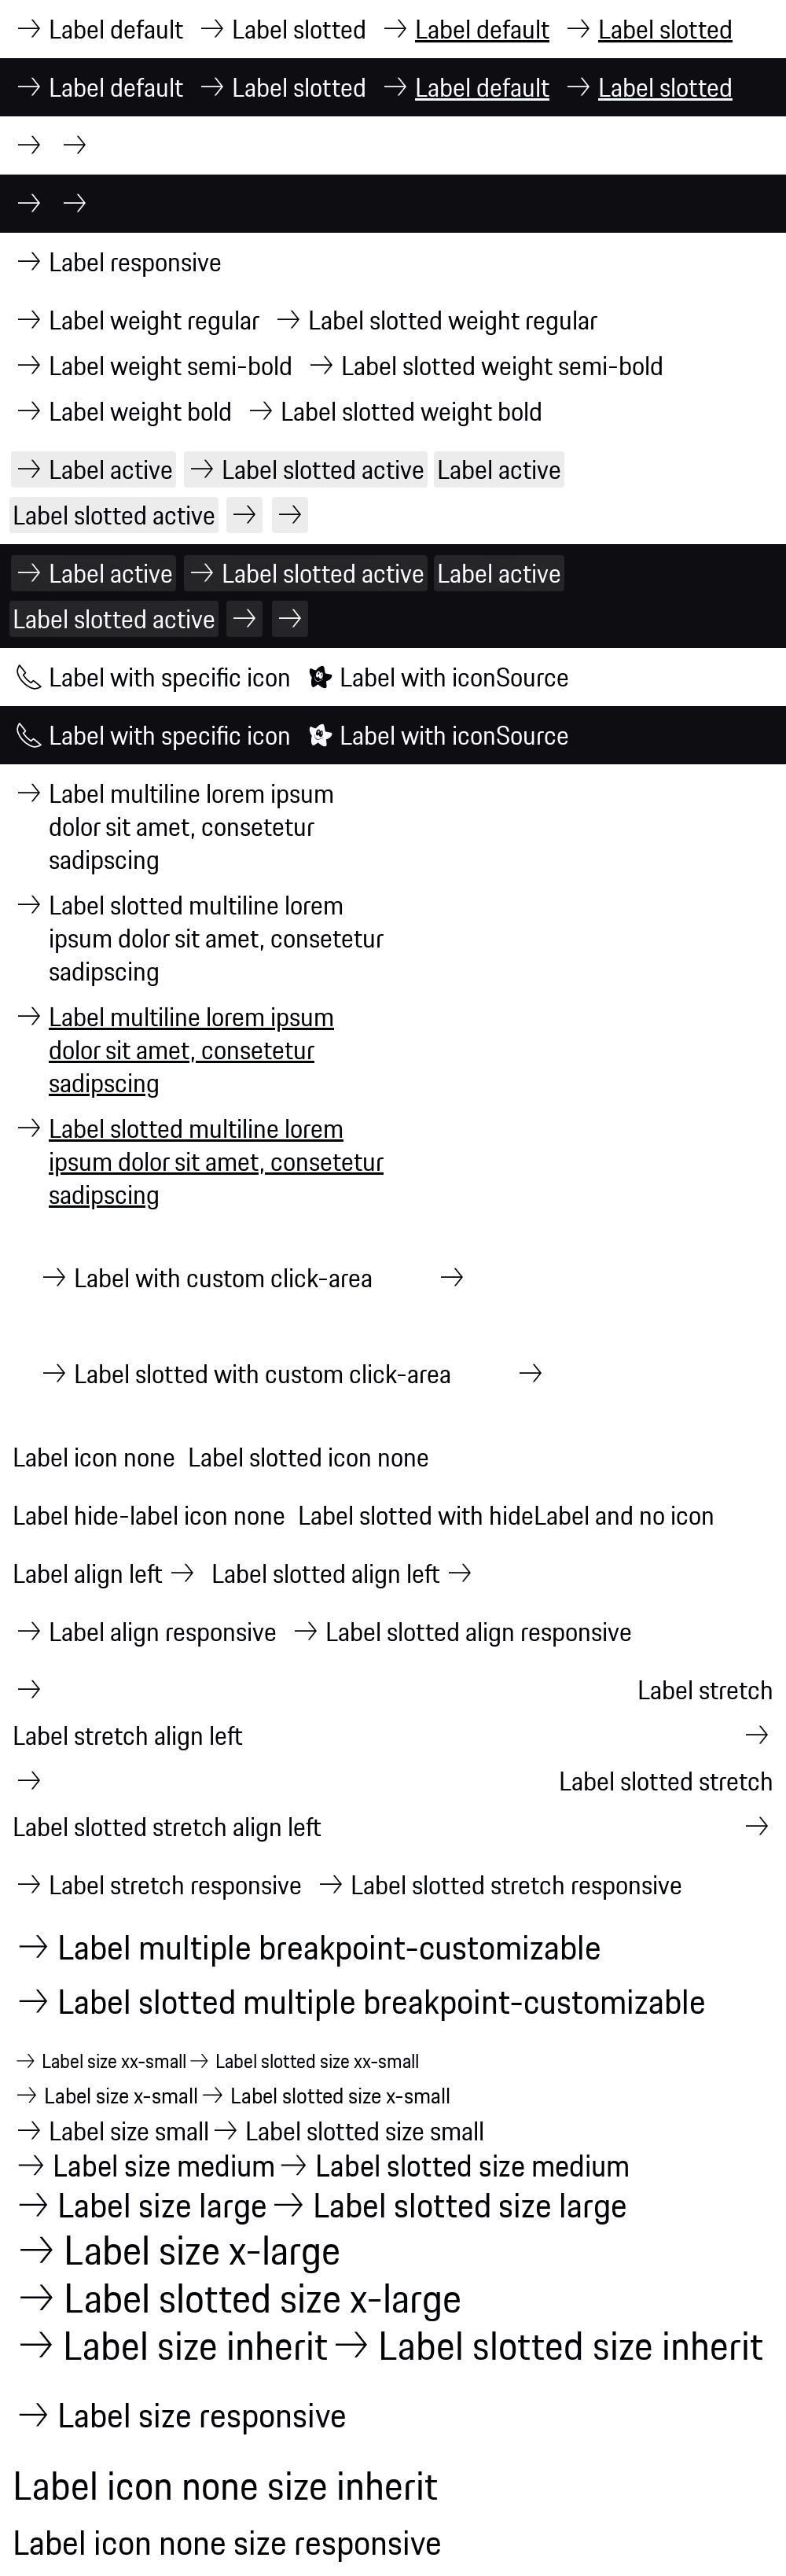 Label default Label slotted Label default Label slotted
Label default Label slotted Label default Label slotted
Label responsive
Label weight regular Label slotted weight regular
Label weight semi-bold Label slotted weight semi-bold
Label weight bold Label slotted weight bold
Label active Label slotted active Label active
Label slotted active
Label active Label slotted active Label active
Label slotted active
Label with specific icon Label with iconSource
Label with specific icon Label with iconSource
Label multiline lorem ipsum
dolor sit amet, consetetur
sadipscing
Label slotted multiline lorem
ipsum dolor sit amet, consetetur
sadipscing
Label multiline lorem ipsum
dolor sit amet, consetetur
sadipscing
Label slotted multiline lorem
ipsum dolor sit amet, consetetur
sadipscing
Label with custom click-area
Label slotted with custom click-area
Label icon none Label slotted icon none
Label hide-label icon none Label slotted with hideLabel and no icon
Label align left Label slotted align left
Label align responsive Label slotted align responsive
Label stretch
Label stretch align left
Label slotted stretch
Label slotted stretch align left
Label stretch responsive Label slotted stretch responsive
Label multiple breakpoint-customizable
Label slotted multiple breakpoint-customizable
Label size xx-small Label slotted size xx-small
Label size x-small Label slotted size x-small
Label size small Label slotted size small
Label size medium Label slotted size medium
Label size large Label slotted size large
Label size x-large
Label slotted size x-large
Label size inherit Label slotted size inherit
Label size responsive
Label icon none size inherit
Label icon none size responsive